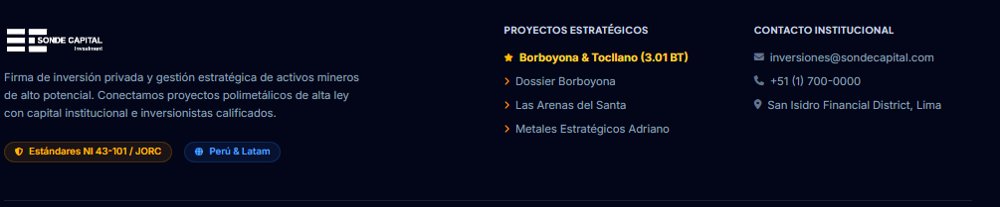 SONDE CAPITAL
Investment
Firma de inversión privada y gestión estratégica de activos mineros
de alto potencial. Conectamos proyectos polimetálicos de alta ley
con capital institucional e inversionistas calificados.
Estándares NI 43-101 / JORC
Perú & Latam
PROYECTOS ESTRATÉGICOS
Borboyona & Tocllano (3.01 BT)
Dossier Borboyona
Las Arenas del Santa
Metales Estratégicos Adriano
CONTACTO INSTITUCIONAL
inversiones@sondecapital.com
+51 (1) 700-0000
San Isidro Financial District, Lima